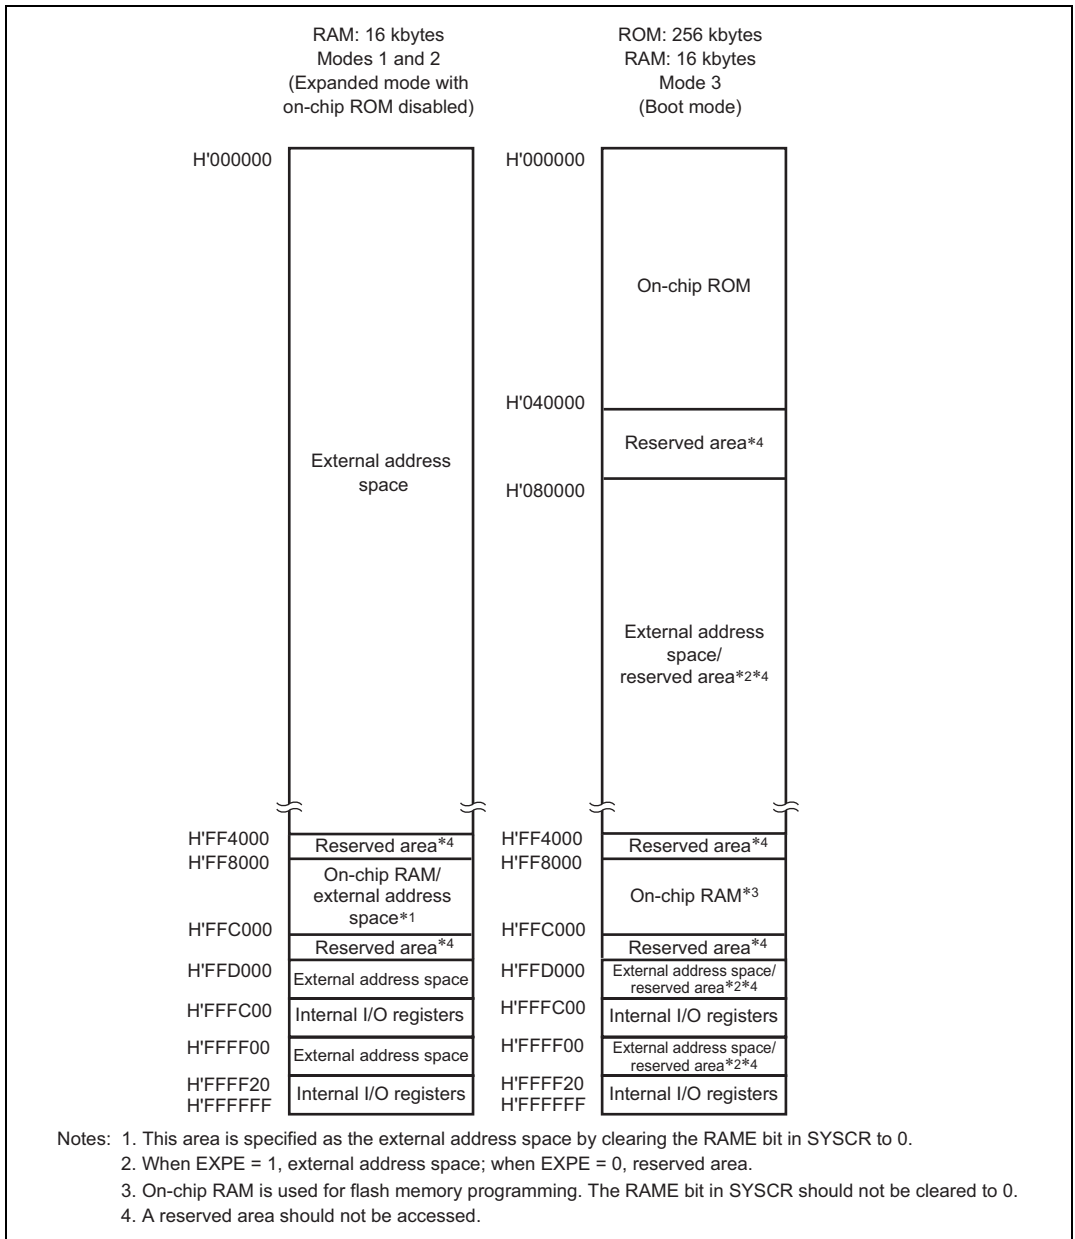 RAM: 16 kbytes
Modes 1 and 2
(Expanded mode with
on-chip ROM disabled)
ROM: 256 kbytes
RAM: 16 kbytes
Mode 3
(Boot mode)
H'000000
External address
space
H'FF4000
Reserved area*4
H'FF8000
On-chip RAM/
external address
space*1
H'FFC000
Reserved area*4
H'FFD000
External address space
H'FFFC00
Internal I/O registers
H'FFFF00
External address space
H'FFFF20
Internal I/O registers
H'FFFFFF
H'000000
On-chip ROM
H'040000
Reserved area*4
H'080000
External address
space/
reserved area*2*4
H'FF4000
Reserved area*4
H'FF8000
On-chip RAM*3
H'FFC000
Reserved area*4
H'FFD000
External address space/
reserved area*2*4
H'FFFC00
Internal I/O registers
H'FFFF00
External address space/
reserved area*2*4
H'FFFF20
Internal I/O registers
H'FFFFFF
Notes: 1. This area is specified as the external address space by clearing the RAME bit in SYSCR to 0.
2. When EXPE = 1, external address space; when EXPE = 0, reserved area.
3. On-chip RAM is used for flash memory programming. The RAME bit in SYSCR should not be cleared to 0.
4. A reserved area should not be accessed.